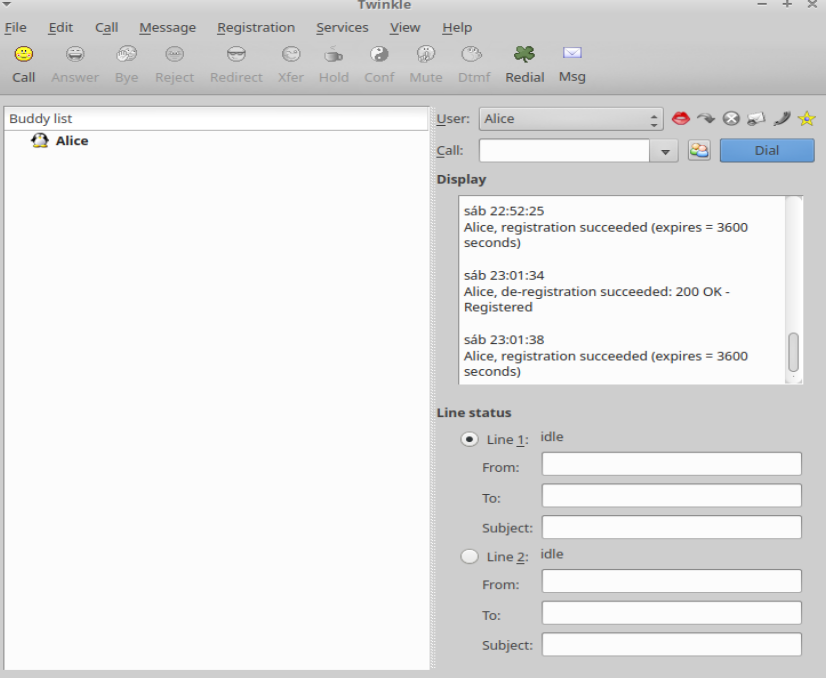 Twinkle
File Edit Call Message Registration Services View Help
Call Answer Bye Reject Redirect Xfer Hold Conf Mute Dtmf Redial Msg
Buddy list
Alice
User: Alice
Call: Dial
Display
sáb 22:52:25
Alice, registration succeeded (expires = 3600
seconds)
sáb 23:01:34
Alice, de-registration succeeded: 200 OK -
Registered
sáb 23:01:38
Alice, registration succeeded (expires = 3600
seconds)
Line status
Line 1: idle
From:
To:
Subject:
Line 2: idle
From:
To:
Subject: